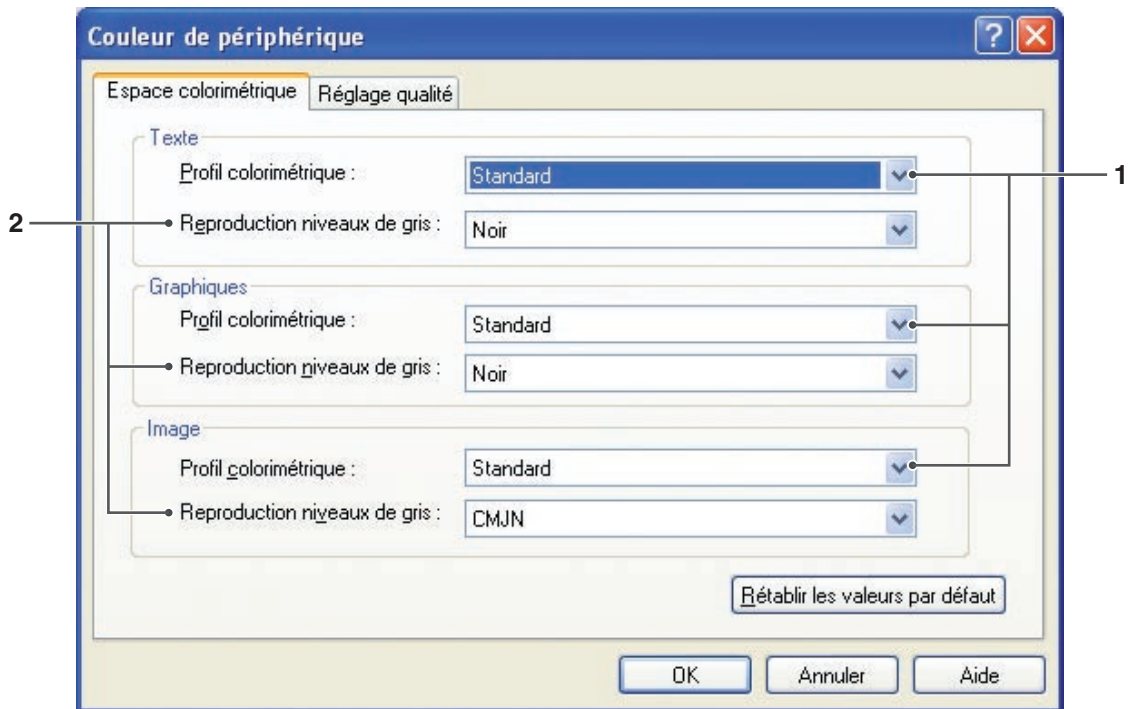 Couleur de périphérique
Espace colorimétrique Réglage qualité
Texte
Profil colorimétrique : Standard
1
2
Reproduction niveaux de gris : Noir
Graphiques
Profil colorimétrique : Standard
Reproduction niveaux de gris : Noir
Image
Profil colorimétrique : Standard
Reproduction niveaux de gris : CMJN
Rétablir les valeurs par défaut
OK Annuler Aide